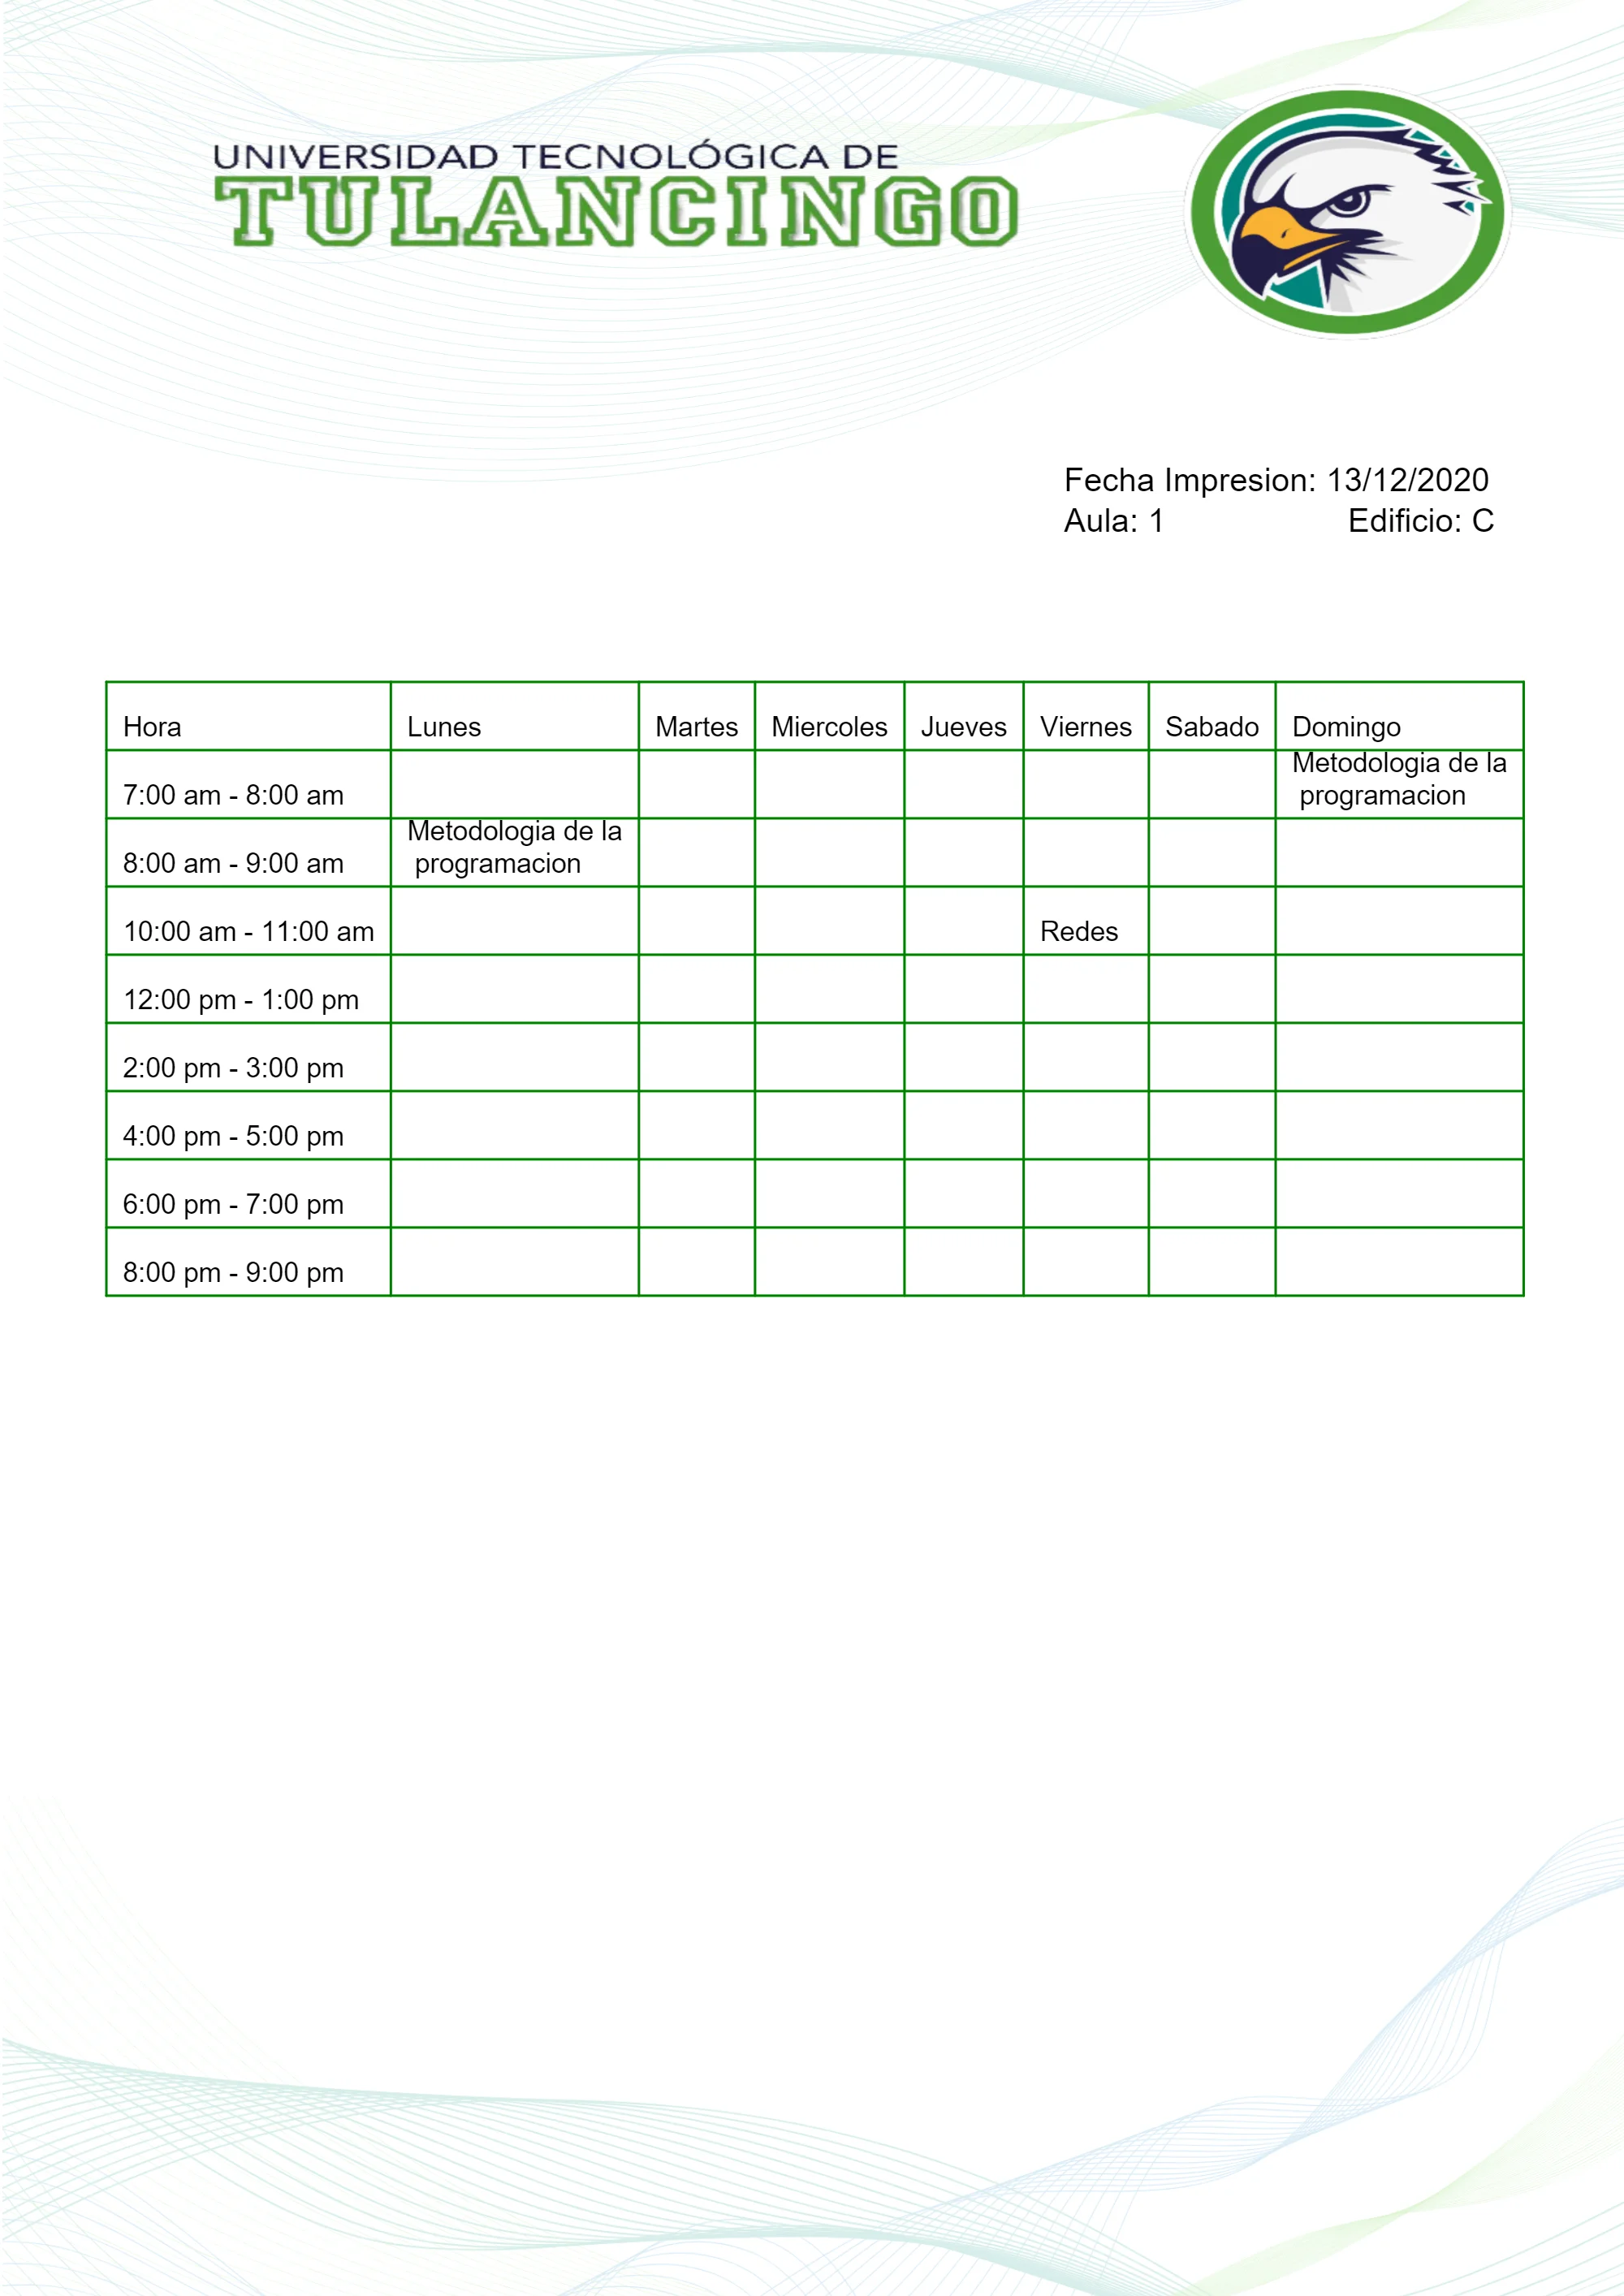 UNIVERSIDAD TECNOLÓGICA DE
TULANCINGO
Fecha Impresion: 13/12/2020
Aula: 1 Edificio: C
Hora Lunes Martes Miercoles Jueves Viernes Sabado Domingo
7:00 am - 8:00 am Metodologia de la
programacion
8:00 am - 9:00 am Metodologia de la
programacion
10:00 am - 11:00 am Redes
12:00 pm - 1:00 pm
2:00 pm - 3:00 pm
4:00 pm - 5:00 pm
6:00 pm - 7:00 pm
8:00 pm - 9:00 pm